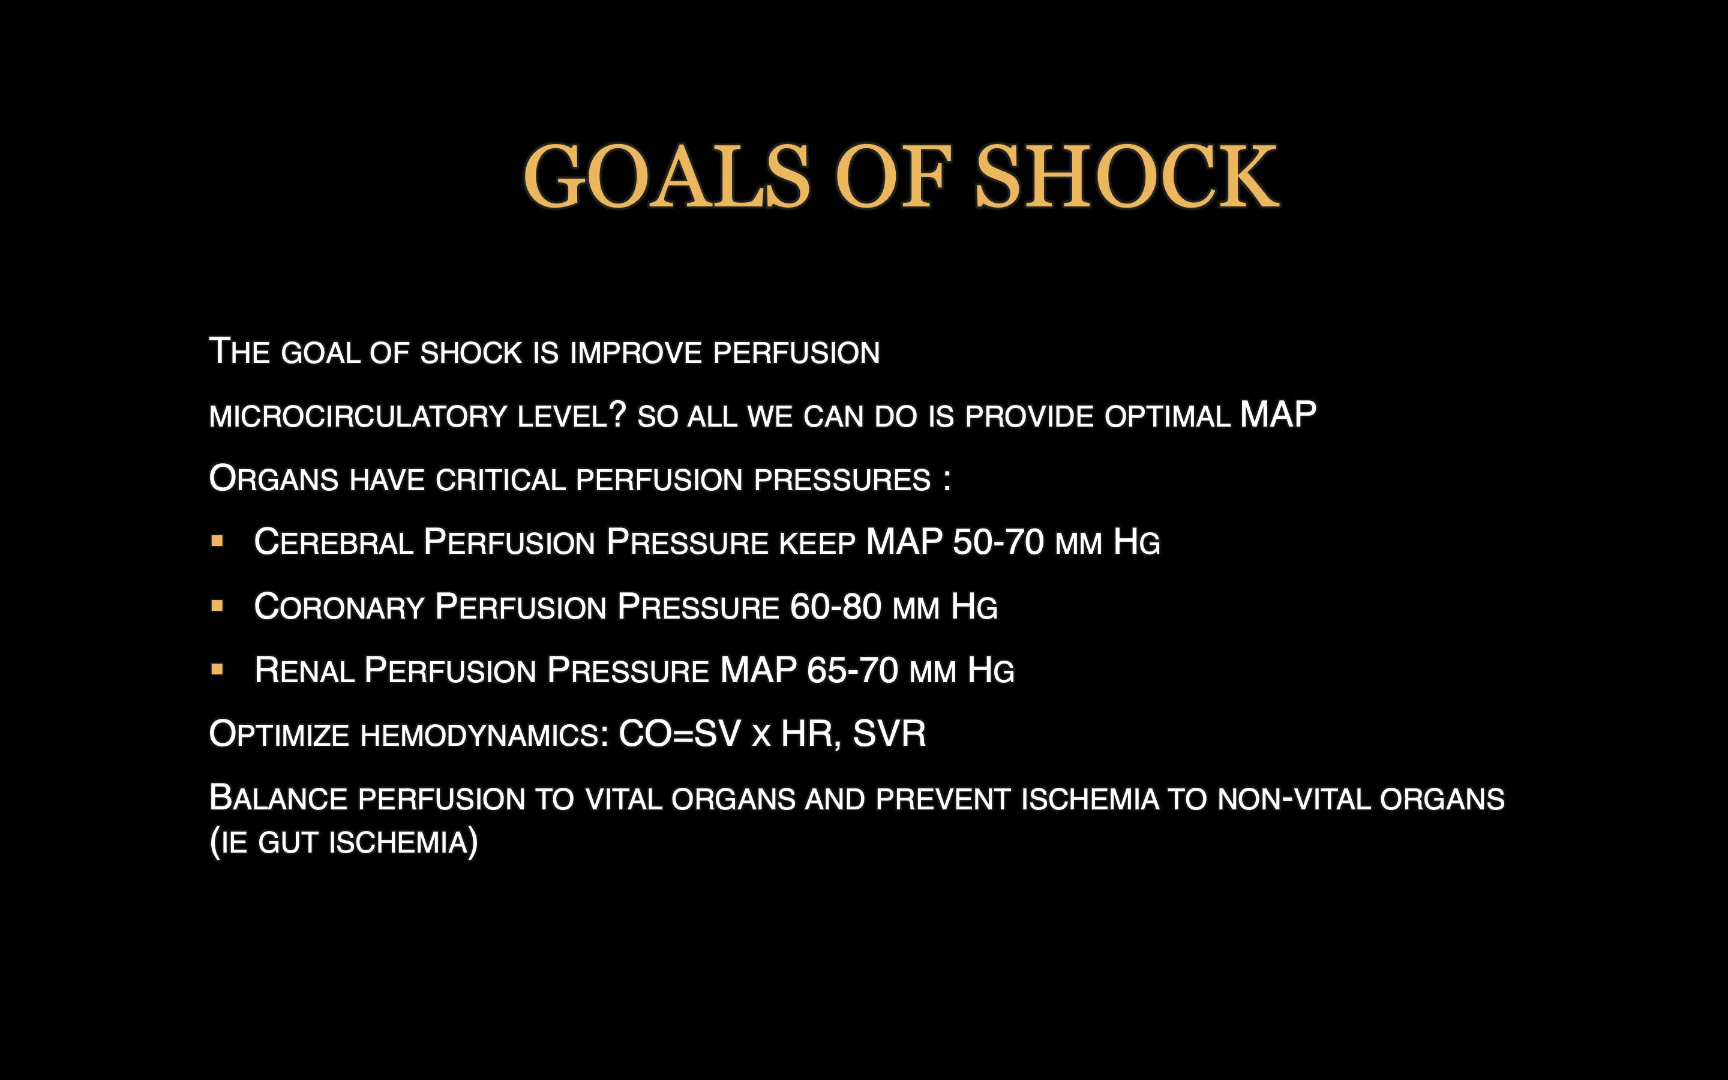 GOALS OF SHOCK
The goal of shock is improve perfusion
microcirculatory level? so all we can do is provide optimal MAP
Organs have critical perfusion pressures :
▪ Cerebral Perfusion Pressure keep MAP 50-70 mm Hg
▪ Coronary Perfusion Pressure 60-80 mm Hg
▪ Renal Perfusion Pressure MAP 65-70 mm Hg
Optimize hemodynamics: CO=SV x HR, SVR
Balance perfusion to vital organs and prevent ischemia to non-vital organs
(ie gut ischemia)